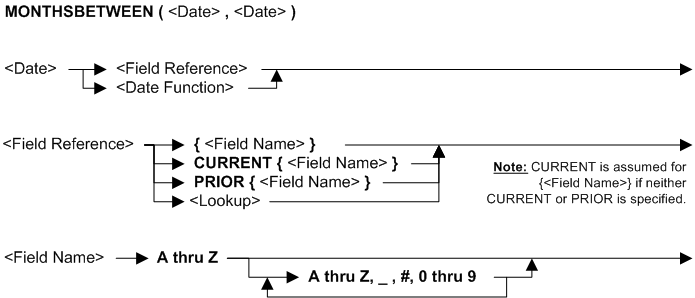 MONTHSBETWEEN ( <Date> , <Date> )
<Date>
<Field Reference>
<Date Function>
<Field Reference>
{ <Field Name> }
CURRENT { <Field Name> }
PRIOR { <Field Name> }
<Lookup>
Note: CURRENT is assumed for
{<Field Name>} if neither
CURRENT or PRIOR is specified.
<Field Name>
A thru Z
A thru Z, _ , #, 0 thru 9